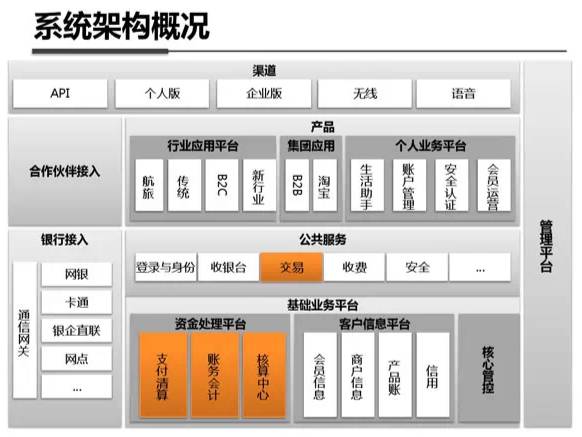 系统架构概况
渠道
API
个人版
企业版
无线
语音
合作伙伴接入
产品
行业应用平台
航旅
传统
B2C
新行业
集团应用
B2B
淘宝
个人业务平台
生活助手
账户管理
安全认证
会员运营
管理平台
银行接入
通信网关
网银
卡通
银企直联
网点
...
公共服务
登录与身份
收银台
交易
收费
安全
...
基础业务平台
资金处理平台
支付清算
账务会计
核算中心
客户信息平台
会员信息
商户信息
产品账
信用
核心管控